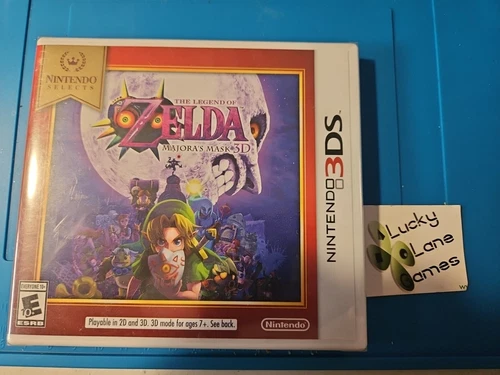 NINTENDO
SELECTS
THE LEGEND OF
ZELDA
MAJORA'S MASK 3D
NINTENDO 3DS
Lucky
Lane
Games
EVERYONE 10+
E
10+
ESRB
Playable in 2D and 3D. 3D mode for ages 7+. See back.
Nintendo